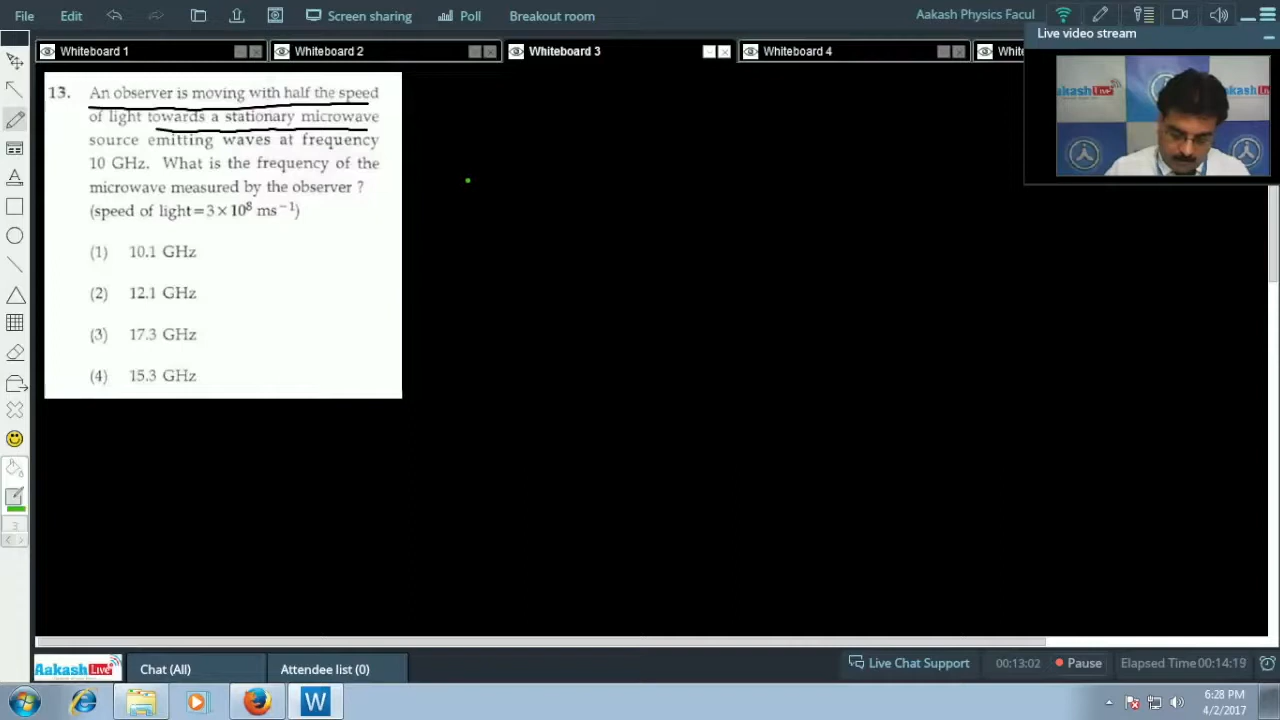 File Edit Screen sharing Poll Breakout room Aakash Physics Facul
Live video stream
Whiteboard 1 Whiteboard 2 Whiteboard 3 Whiteboard 4 White
13. An observer is moving with half the speed
of light towards a stationary microwave
source emitting waves at frequency
10 GHz. What is the frequency of the
microwave measured by the observer ?
(speed of light=3×10⁸ ms⁻¹)
(1) 10.1 GHz
(2) 12.1 GHz
(3) 17.3 GHz
(4) 15.3 GHz
A
3
Aakash Live Chat (All) Attendee list (0) Live Chat Support 00:13:02 Pause Elapsed Time 00:14:19
W
6:28 PM
4/2/2017